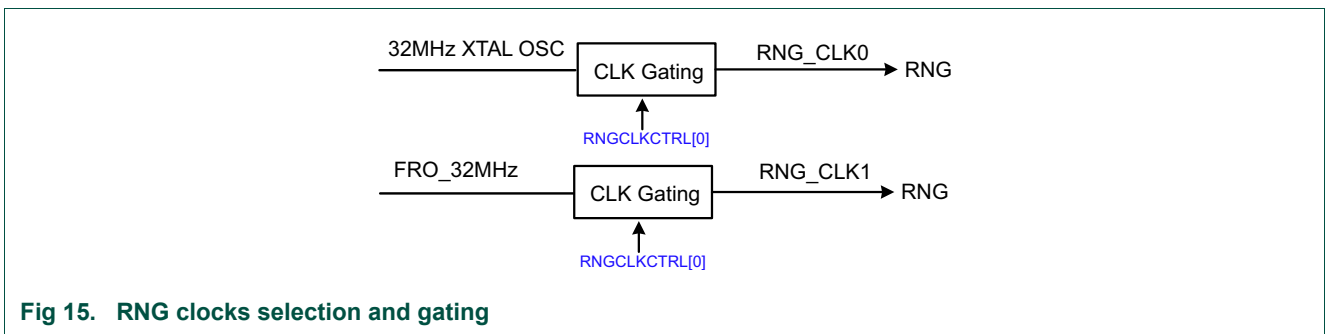 32MHz XTAL OSC CLK Gating RNG_CLK0 RNG
RNGCLKCTRL[0]
FRO_32MHz CLK Gating RNG_CLK1 RNG
RNGCLKCTRL[0]
Fig 15. RNG clocks selection and gating